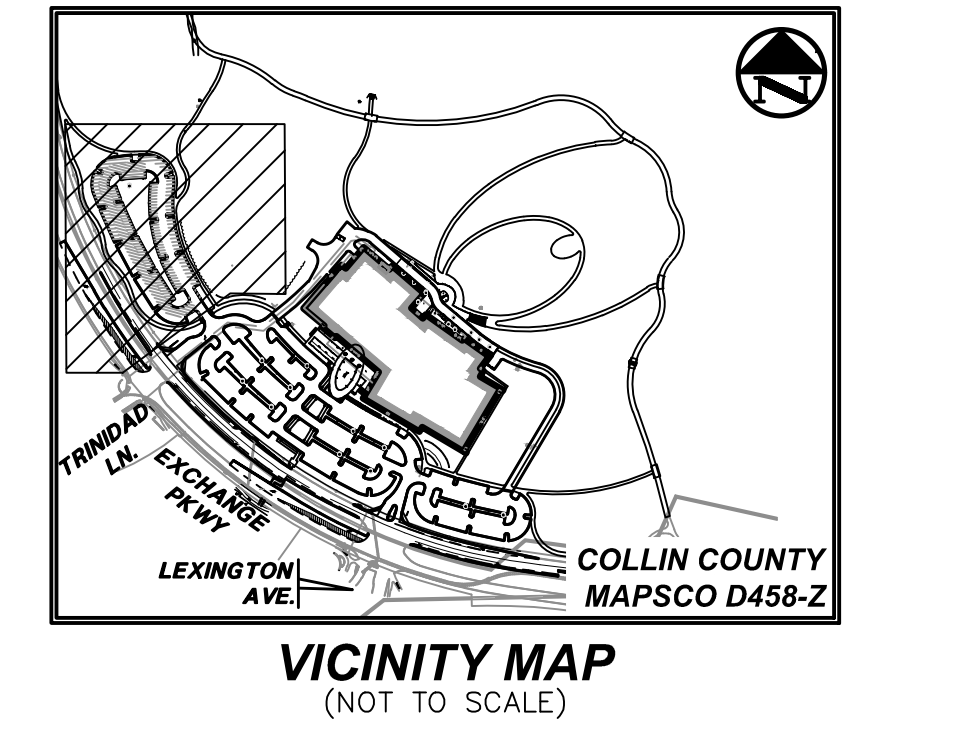 N
TRINIDAD
LN.
EXCHANGE
PKWY
LEXINGTON
AVE.
COLLIN COUNTY
MAPSCO D458-Z
VICINITY MAP
(NOT TO SCALE)